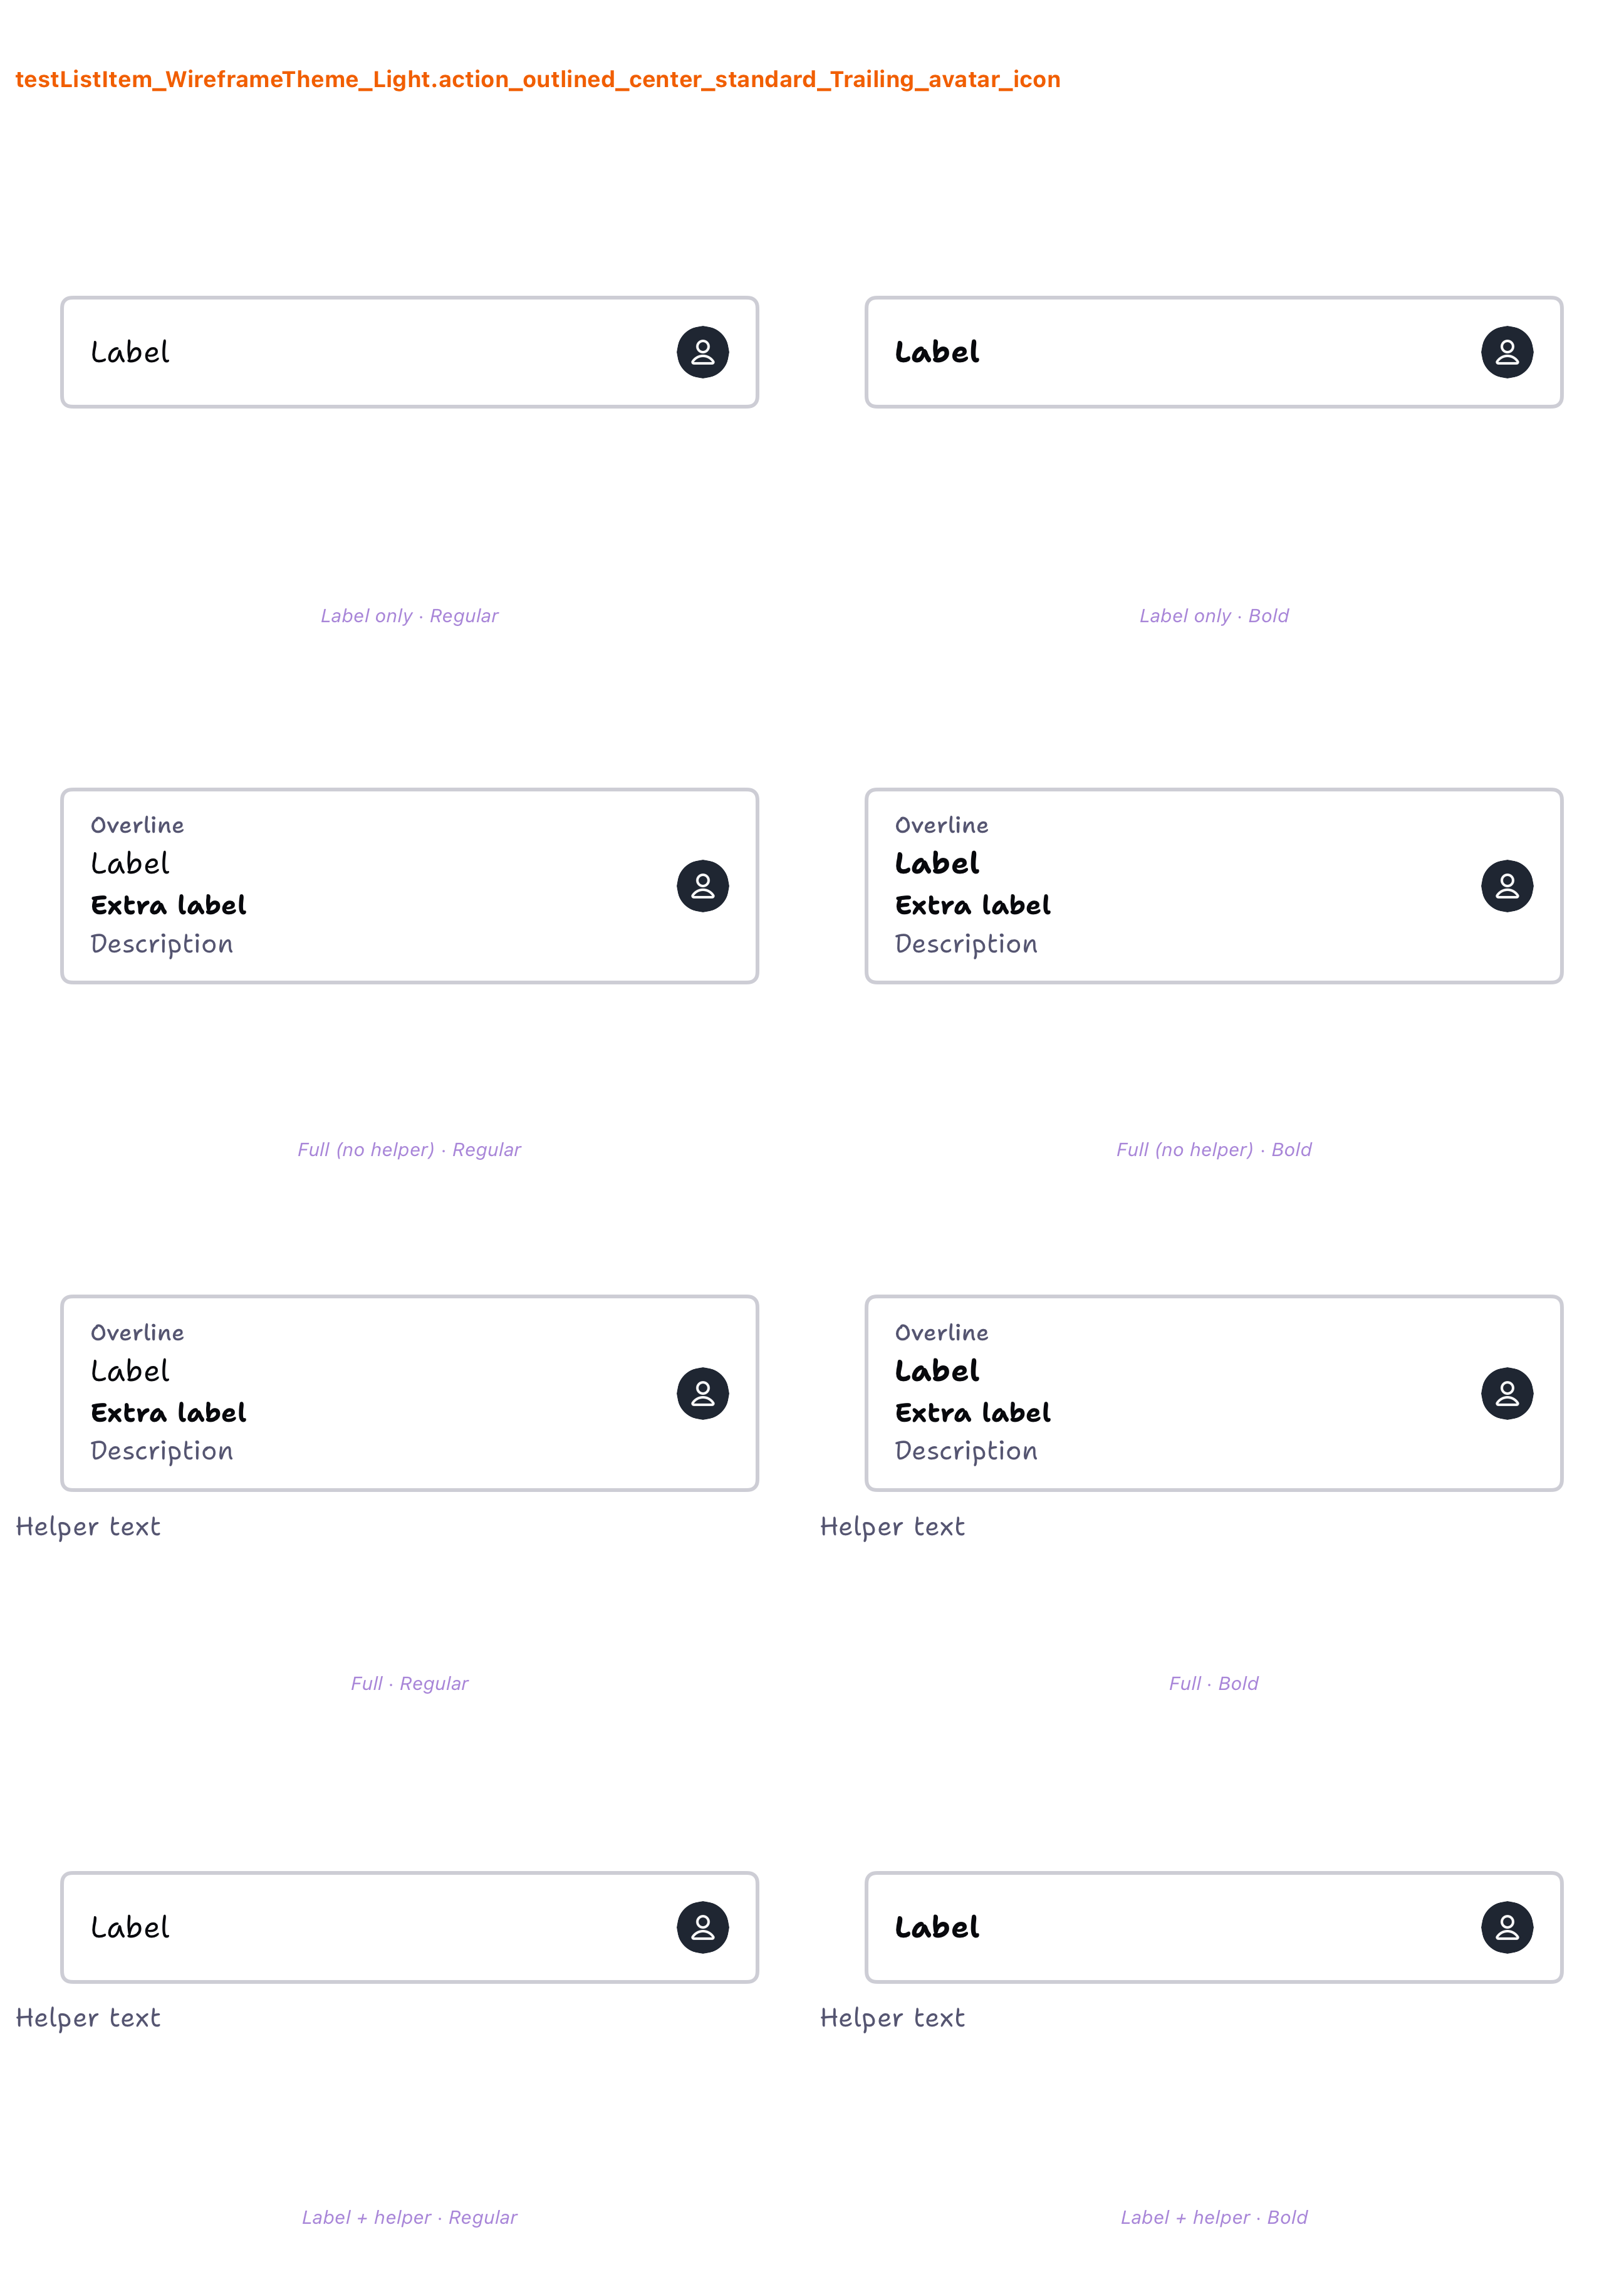 testListItem_WireframeTheme_Light.action_outlined_center_standard_Trailing_avatar_icon
Label
Label
Label only · Regular
Label only · Bold
Overline
Label
Extra label
Description
Overline
Label
Extra label
Description
Full (no helper) · Regular
Full (no helper) · Bold
Overline
Label
Extra label
Description
Helper text
Overline
Label
Extra label
Description
Helper text
Full · Regular
Full · Bold
Label
Helper text
Label
Helper text
Label + helper · Regular
Label + helper · Bold